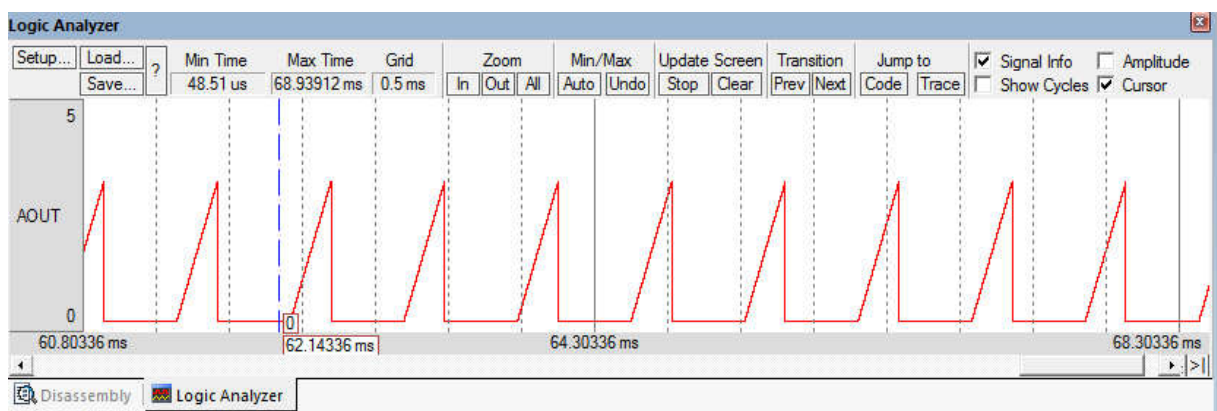 Logic Analyzer
Setup... Load... ? Min Time Max Time Grid Zoom Min/Max Update Screen Transition Jump to Signal Info Amplitude
Save... 48.51 us 68.93912 ms 0.5 ms In Out All Auto Undo Stop Clear Prev Next Code Trace Show Cycles Cursor
5
AOUT
0
0
60.80336 ms 62.14336 ms 64.30336 ms 68.30336 ms
Disassembly Logic Analyzer